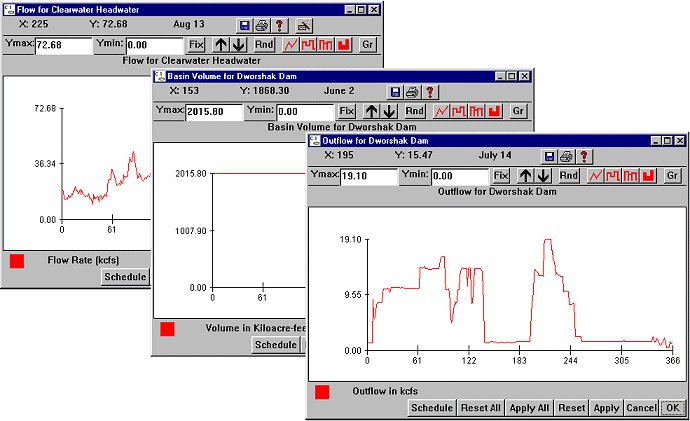 Flow for Clearwater Headwater
X: 225 Y: 72.68 Aug 13
Ymax: 72.68 Ymin: 0.00 Fix Rnd Gr
Flow for Clearwater Headwater
72.68
36.34
0.00
0 61
Flow Rate (kcfs)
Schedule
Basin Volume for Dworshak Dam
X: 153 Y: 1868.30 June 2
Ymax: 2015.80 Ymin: 0.00 Fix Rnd Gr
Basin Volume for Dworshak Dam
2015.80
1007.90
0.00
0 61
Volume in Kiloacre-fee
Schedule
Outflow for Dworshak Dam
X: 195 Y: 15.47 July 14
Ymax: 19.10 Ymin: 0.00 Fix Rnd Gr
Outflow for Dworshak Dam
19.10
9.55
0.00
0 61 122 183 244 305 366
Outflow in kcfs
Schedule Reset All Apply All Reset Apply Cancel OK